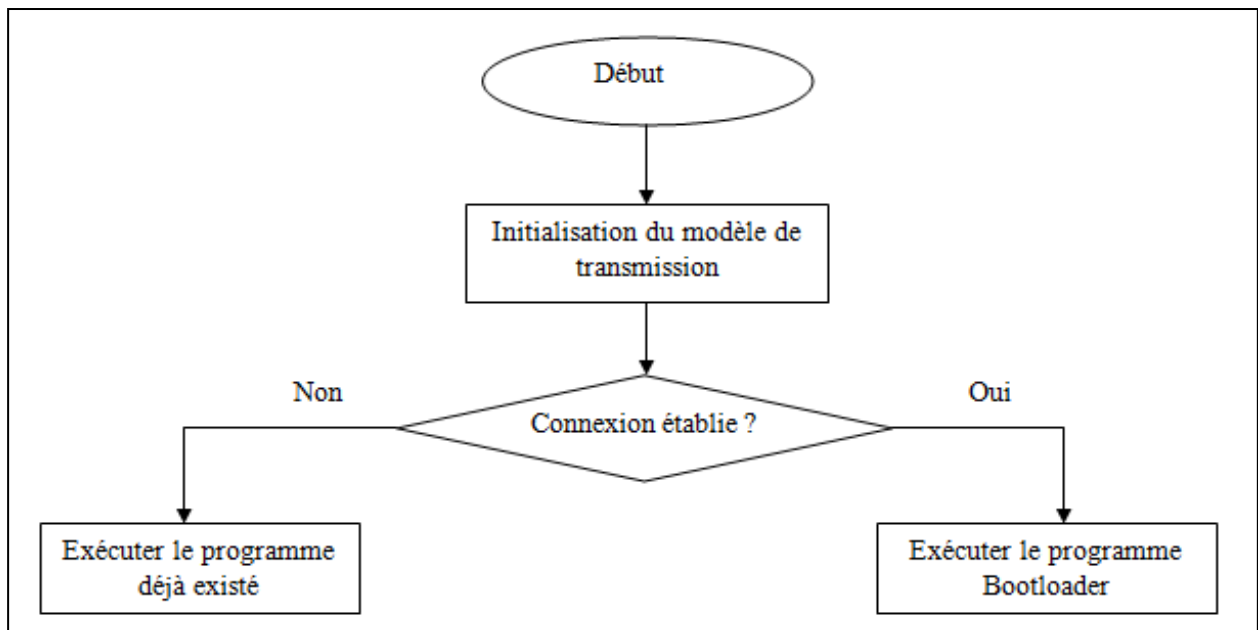 Début
Initialisation du modèle de
transmission
Non
Oui
Connexion établie ?
Exécuter le programme
déjà existé
Exécuter le programme
Bootloader